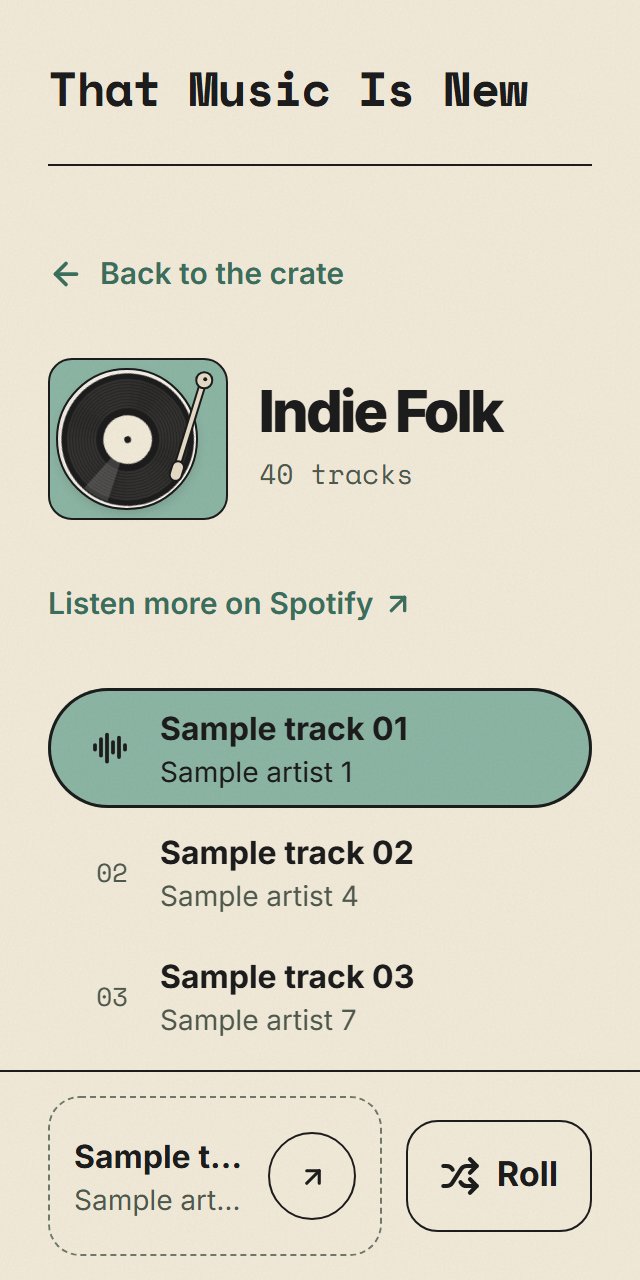 That Music Is New
Back to the crate
Indie Folk
40 tracks
Listen more on Spotify
Sample track 01
Sample artist 1
02
Sample track 02
Sample artist 4
03
Sample track 03
Sample artist 7
Sample t...
Sample art...
Roll